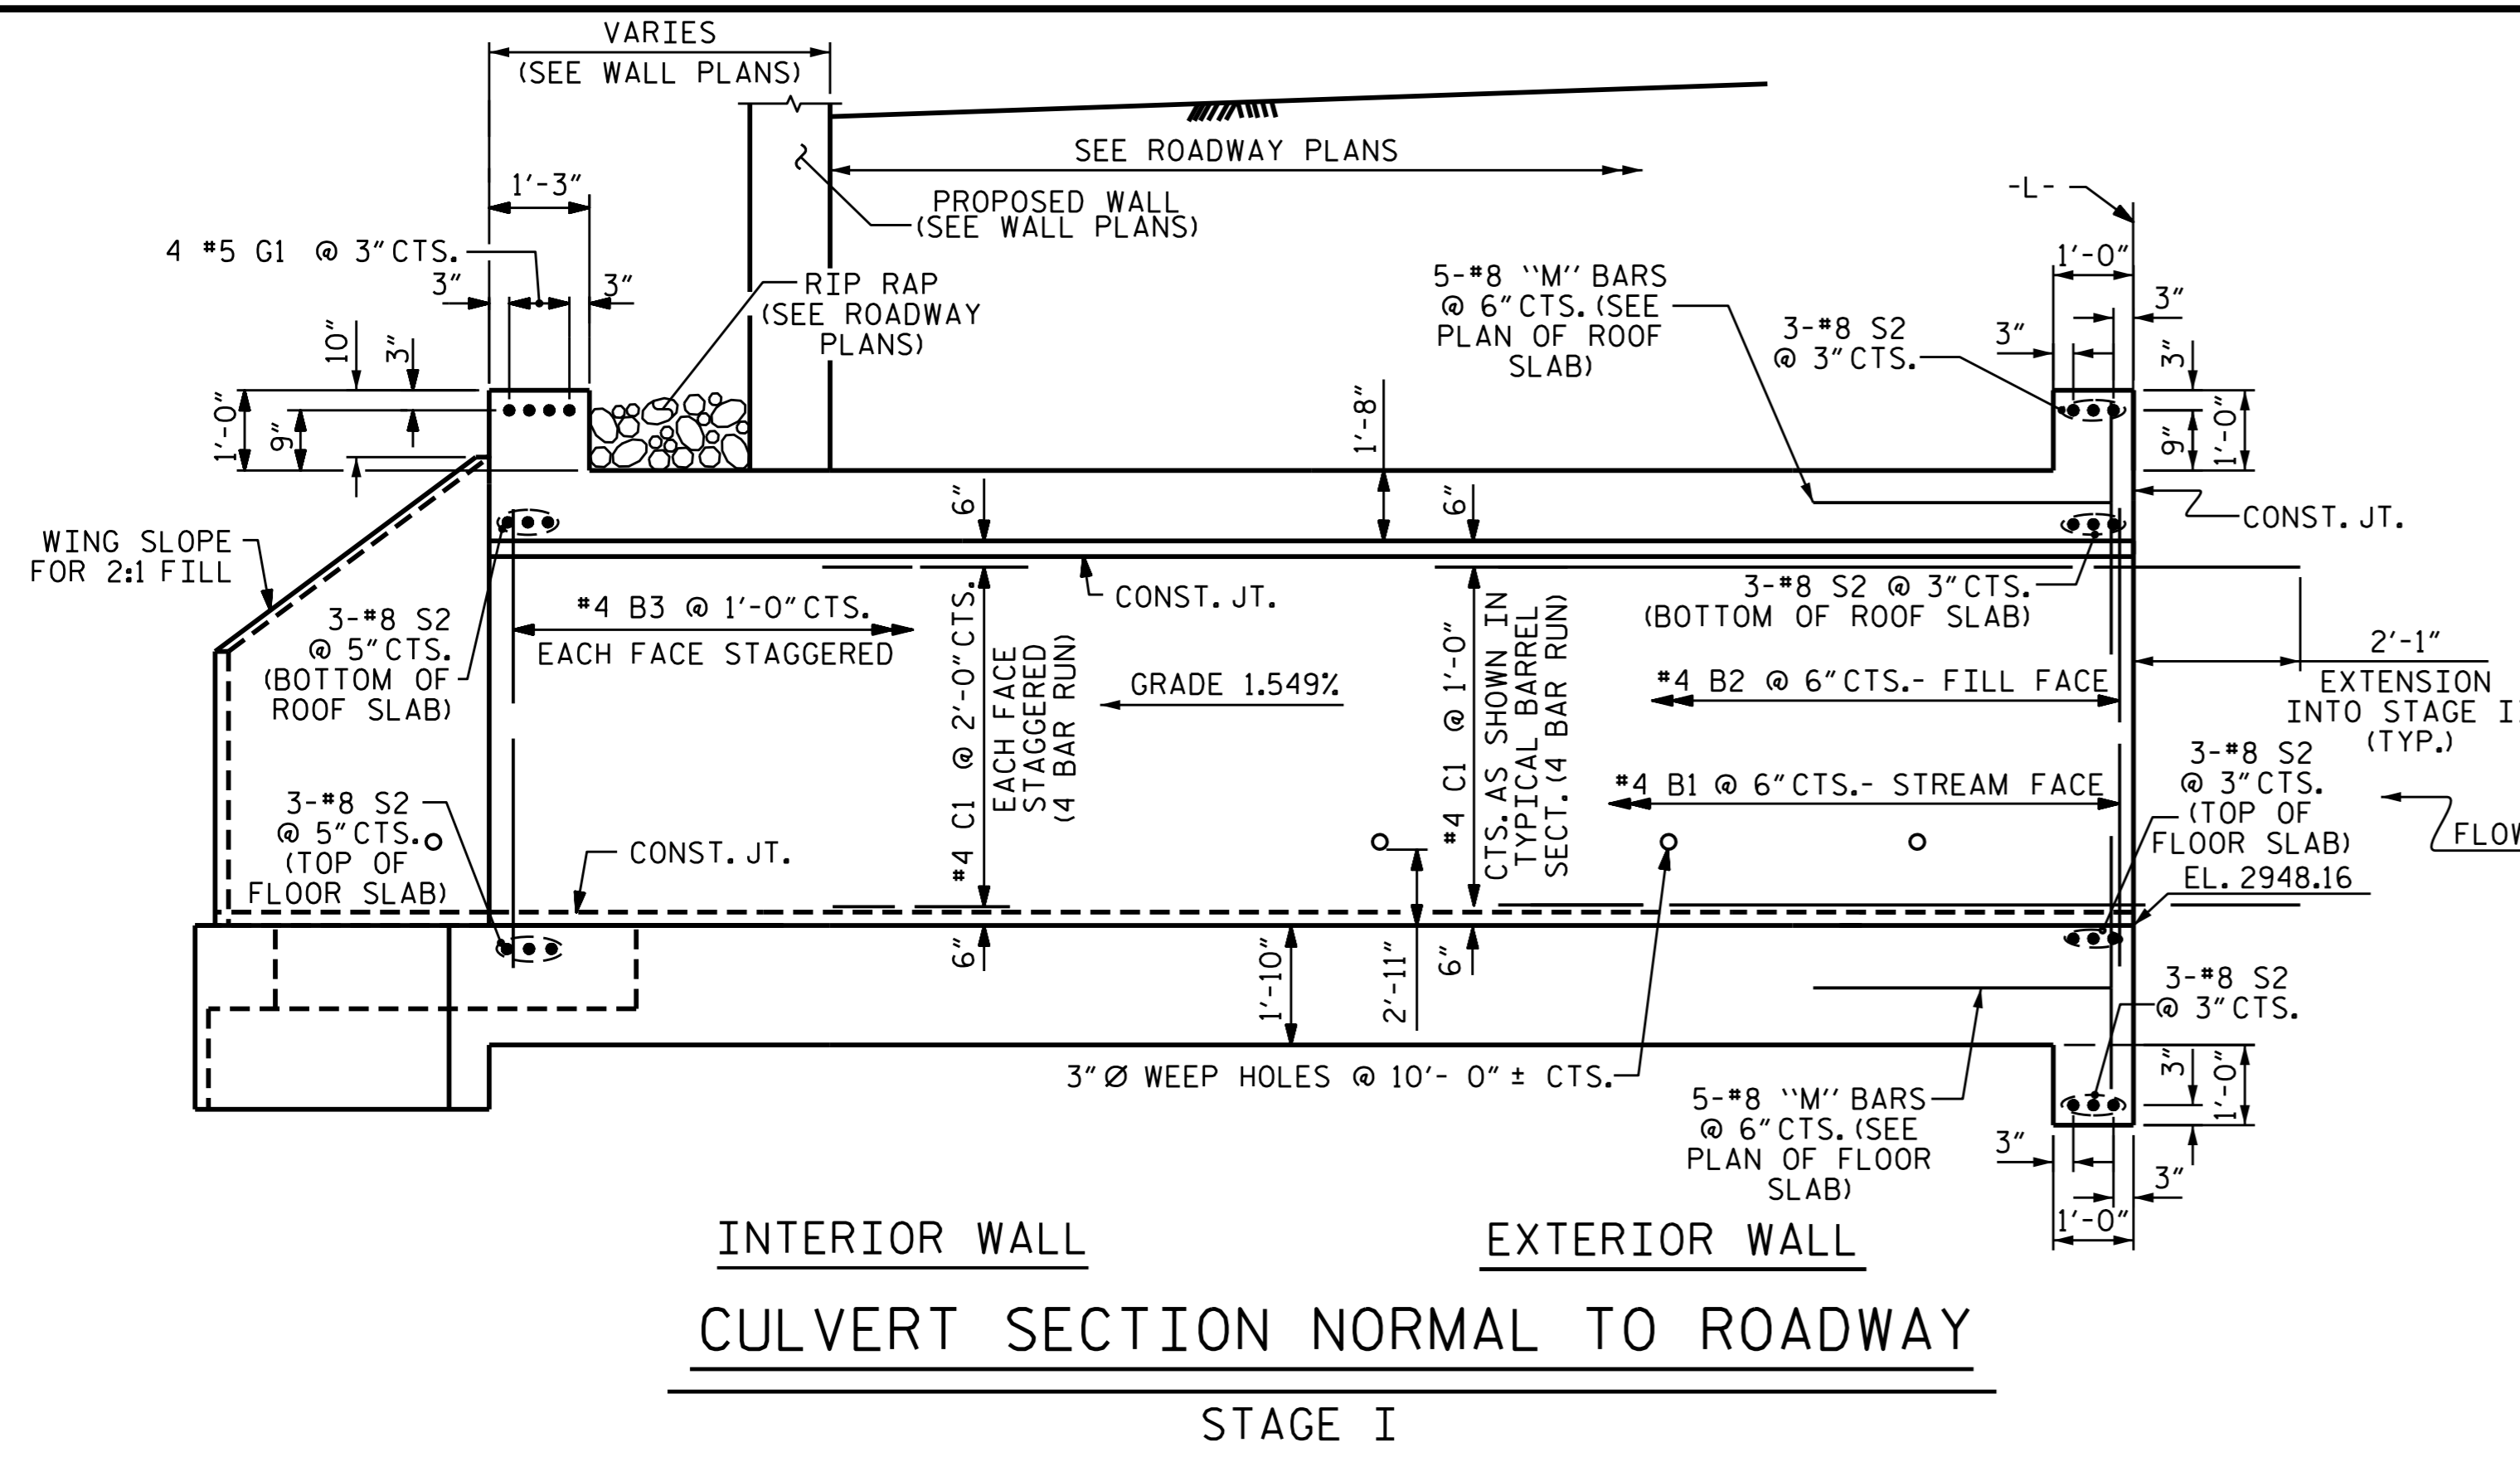 VARIES
(SEE WALL PLANS)
SEE ROADWAY PLANS
PROPOSED WALL
(SEE WALL PLANS)
-L-
1'-3"
4 #5 G1 @ 3"CTS.
3"
3"
RIP RAP
(SEE ROADWAY
PLANS)
5-#8 "M" BARS
@ 6"CTS. (SEE
PLAN OF ROOF
SLAB)
3-#8 S2
@ 3"CTS.
1'-0"
3"
3"
3"
9"
1'-0"
10"
3"
1'-0"
9"
1'-8"
WING SLOPE
FOR 2:1 FILL
6"
6"
CONST. JT.
3-#8 S2
@ 5"CTS.
(BOTTOM OF
ROOF SLAB)
#4 B3 @ 1'-0"CTS.
EACH FACE STAGGERED
#4 C1 @ 2'-0"CTS.
EACH FACE
STAGGERED
(4 BAR RUN)
CONST. JT.
GRADE 1.549%
#4 C1 @ 1'-0"
CTS. AS SHOWN IN
TYPICAL BARREL
SECT. (4 BAR RUN)
3-#8 S2 @ 3"CTS.
(BOTTOM OF ROOF SLAB)
2'-1"
EXTENSION
INTO STAGE
(TYP.)
#4 B2 @ 6"CTS.- FILL FACE
#4 B1 @ 6"CTS.- STREAM FACE
3-#8 S2
@ 3"CTS.
(TOP OF
FLOOR SLAB)
EL. 2948.16
3-#8 S2
@ 5"CTS.
(TOP OF
FLOOR SLAB)
CONST. JT.
6"
1'-10"
2'-11"
6"
3-#8 S2
@ 3"CTS.
3"Ø WEEP HOLES @ 10'- 0"± CTS.
5-#8 "M" BARS
@ 6"CTS. (SEE
PLAN OF FLOOR
SLAB)
3"
1'-0"
3"
3"
1'-0"
INTERIOR WALL
EXTERIOR WALL
CULVERT SECTION NORMAL TO ROADWAY
STAGE I